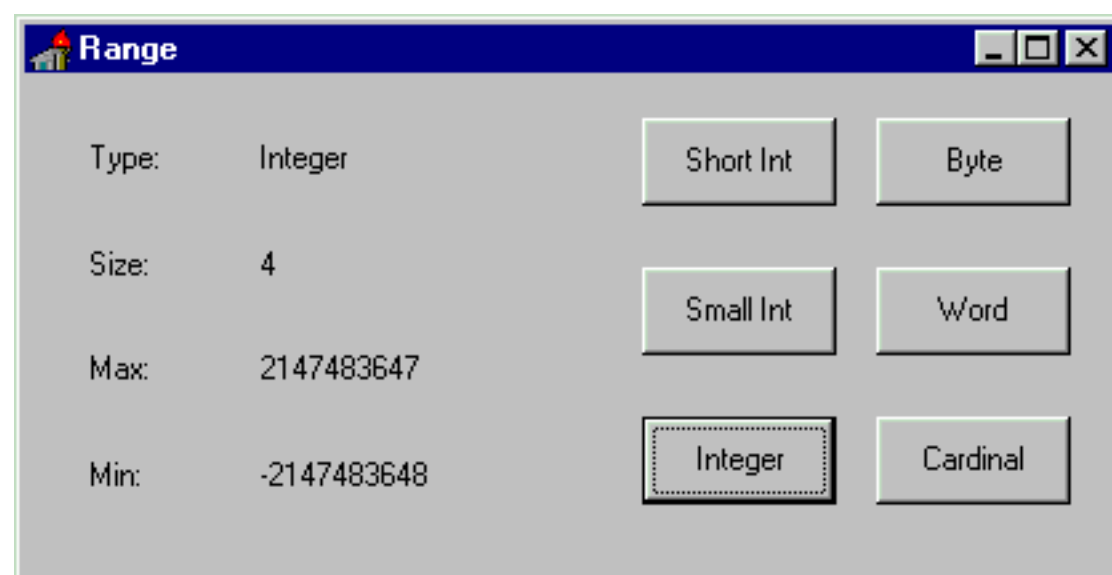 Range
Type: Integer
Size: 4
Max: 2147483647
Min: -2147483648
Short Int Byte
Small Int Word
Integer Cardinal